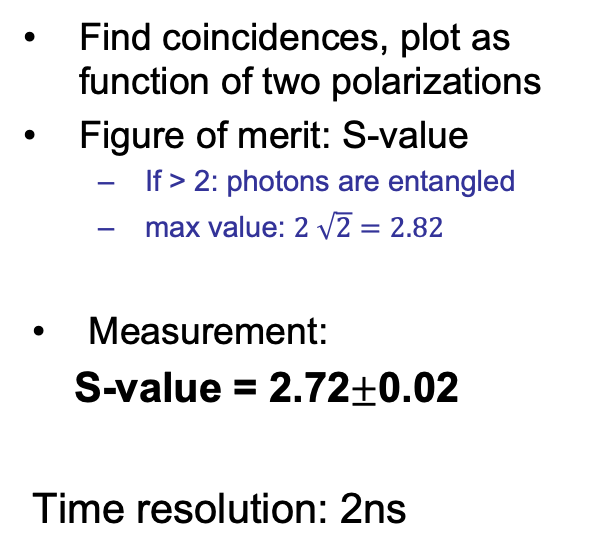 • Find coincidences, plot as
function of two polarizations
• Figure of merit: S-value
– If > 2: photons are entangled
– max value: 2 √2 = 2.82
• Measurement:
S-value = 2.72±0.02
Time resolution: 2ns